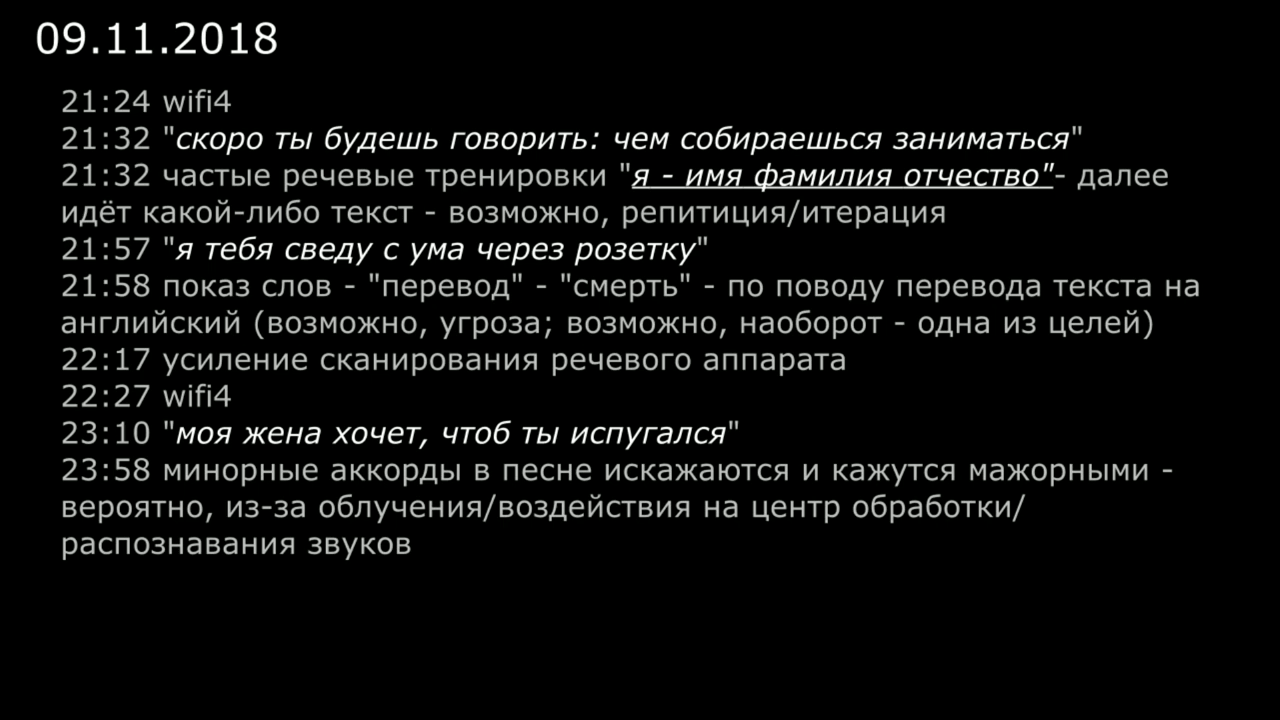 09.11.2018
21:24 wifi4
21:32 "скоро ты будешь говорить: чем собираешься заниматься"
21:32 частые речевые тренировки "я - имя фамилия отчество"- далее
идёт какой-либо текст - возможно, репитиция/итерация
21:57 "я тебя сведу с ума через розетку"
21:58 показ слов - "перевод" - "смерть" - по поводу перевода текста на
английский (возможно, угроза; возможно, наоборот - одна из целей)
22:17 усиление сканирования речевого аппарата
22:27 wifi4
23:10 "моя жена хочет, чтоб ты испугался"
23:58 минорные аккорды в песне искажаются и кажутся мажорными -
вероятно, из-за облучения/воздействия на центр обработки/
распознавания звуков